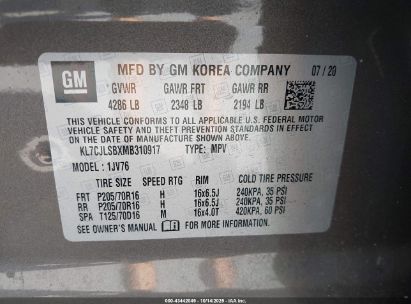 GM
MFD BY GM KOREA COMPANY 07/20
GVWR GAWR FRT GAWR RR
4286 LB 2348 LB 2194 LB
THIS VEHICLE CONFORMS TO ALL APPLICABLE U.S. FEDERAL MOTOR
VEHICLE SAFETY, BUMPER, AND THEFT PREVENTION STANDARDS IN
EFFECT ON THE DATE OF MANUFACTURE SHOWN ABOVE.
KL7CJLSBXMB310917 TYPE: MPV
MODEL: 1JV76
TIRE SIZE SPEED RTG RIM COLD TIRE PRESSURE
FRT P205/70R16 H 16x6.5J 240KPA, 35 PSI
RR P205/70R16 H 16x6.5J 240KPA, 35 PSI
SPA T125/70D16 M 16x4.0T 420KPA, 60 PSI
SEE OWNER'S MANUAL FOR MORE INFORMATION.